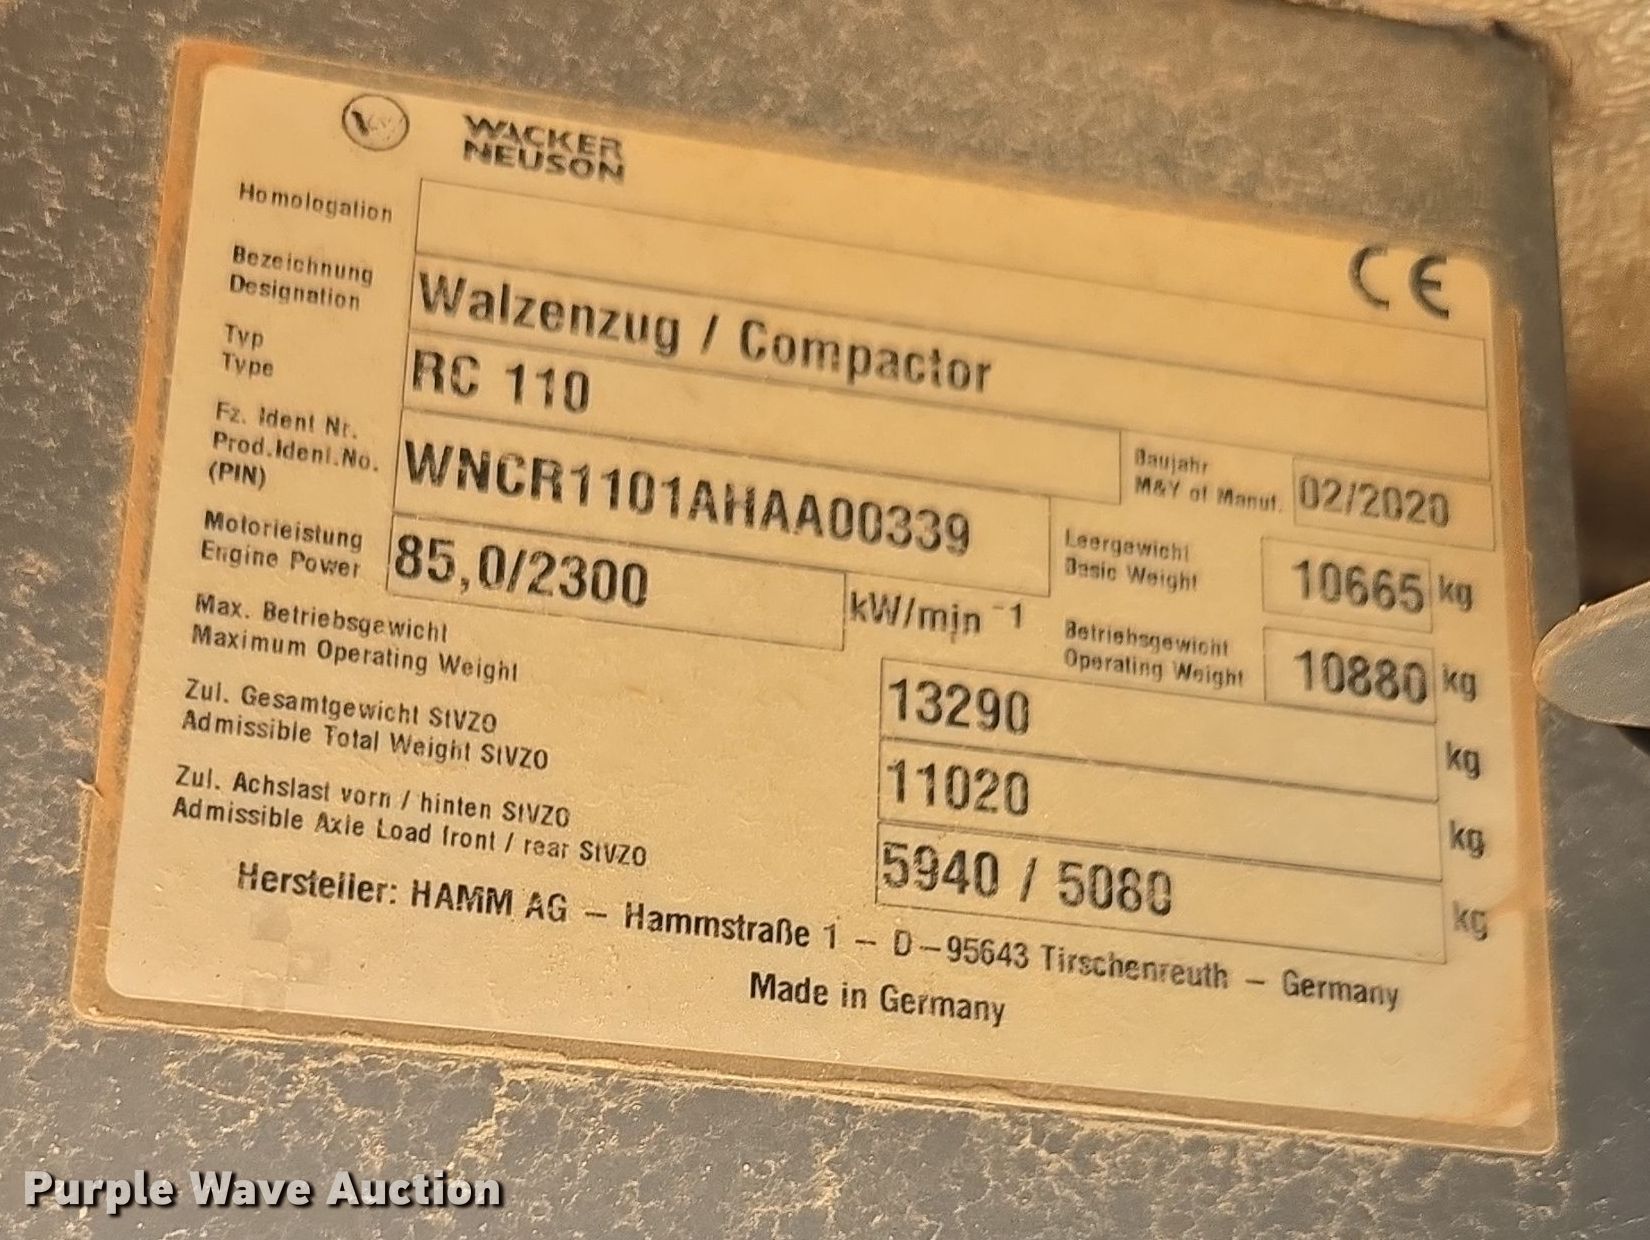 WACKER
NEUSON
CE
Homologation
Bezeichnung
Designation
Walzenzug / Compactor
Typ
Type
RC 110
Baujahr
M&Y of Manuf.
02/2020
Fz. Ident Nr.
Prod.Ident.No.
(PIN)
WNCR1101AHAA00339
Leergewicht
Basic Weight
10665 kg
Motorleistung
Engine Power
85,0/2300 kW/min⁻¹
Betriebsgewicht
Operating Weight
10880 kg
Max. Betriebsgewicht
Maximum Operating Weight
13290 kg
Zul. Gesamtgewicht StVZO
Admissible Total Weight StVZO
11020 kg
Zul. Achslast vorn / hinten StVZO
Admissible Axle Load front / rear StVZO
5940 / 5080 kg
Hersteller: HAMM AG – Hammstraße 1 – D–95643 Tirschenreuth – Germany
Made in Germany
Purple Wave Auction